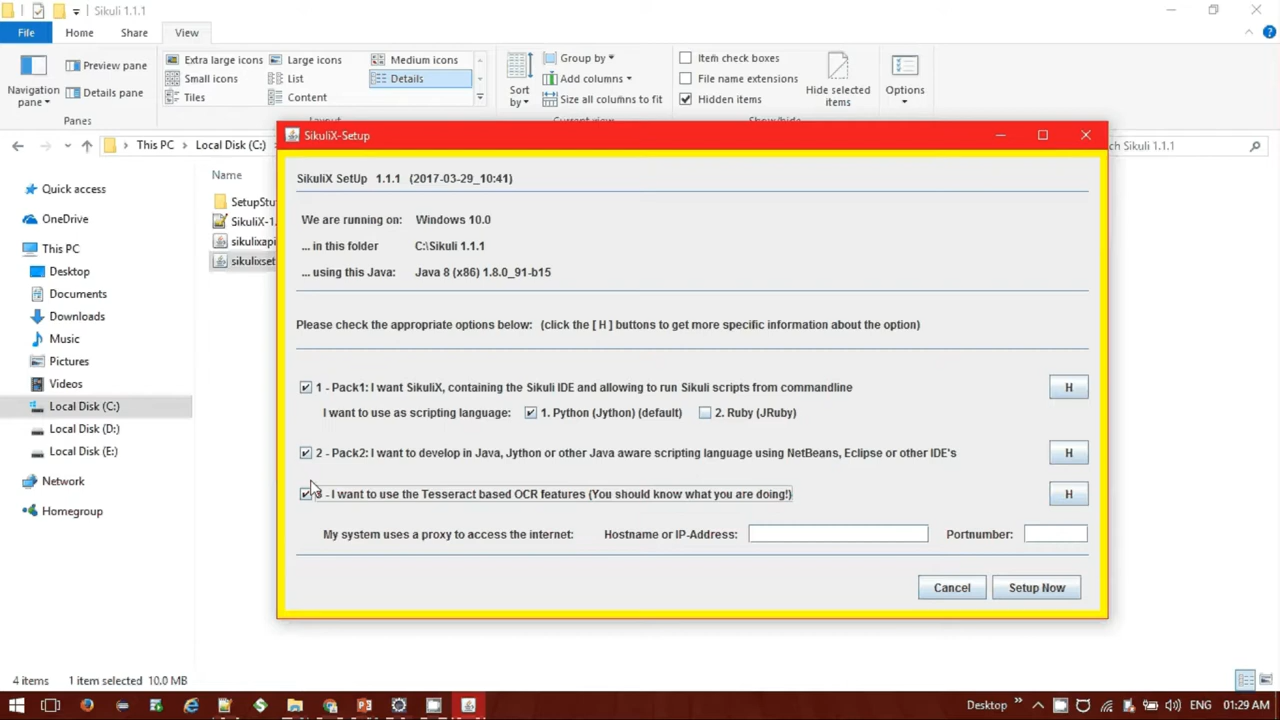 Sikuli 1.1.1
File Home Share View
Navigation pane
Preview pane
Details pane
Panes
Extra large icons Large icons Medium icons
Small icons List Details
Tiles Content
Sort by
Group by
Add columns
Size all columns to fit
Item check boxes
File name extensions
Hidden items
Hide selected items
Options
This PC Local Disk (C:)
Sikuli 1.1.1
Name
SetupStu
SikuliX-1.
sikulixapi
sikulixset
Quick access
OneDrive
This PC
Desktop
Documents
Downloads
Music
Pictures
Videos
Local Disk (C:)
Local Disk (D:)
Local Disk (E:)
Network
Homegroup
SikuliX-Setup
SikuliX SetUp 1.1.1 (2017-03-29_10:41)
We are running on: Windows 10.0
... in this folder C:\Sikuli 1.1.1
... using this Java: Java 8 (x86) 1.8.0_91-b15
Please check the appropriate options below: (click the [ H ] buttons to get more specific information about the option)
1 - Pack1: I want SikuliX, containing the Sikuli IDE and allowing to run Sikuli scripts from commandline H
I want to use as scripting language: 1. Python (Jython) (default) 2. Ruby (JRuby)
2 - Pack2: I want to develop in Java, Jython or other Java aware scripting language using NetBeans, Eclipse or other IDE's H
3 - I want to use the Tesseract based OCR features (You should know what you are doing!) H
My system uses a proxy to access the internet: Hostname or IP-Address: Portnumber:
Cancel Setup Now
4 items 1 item selected 10.0 MB
Desktop ENG 01:29 AM